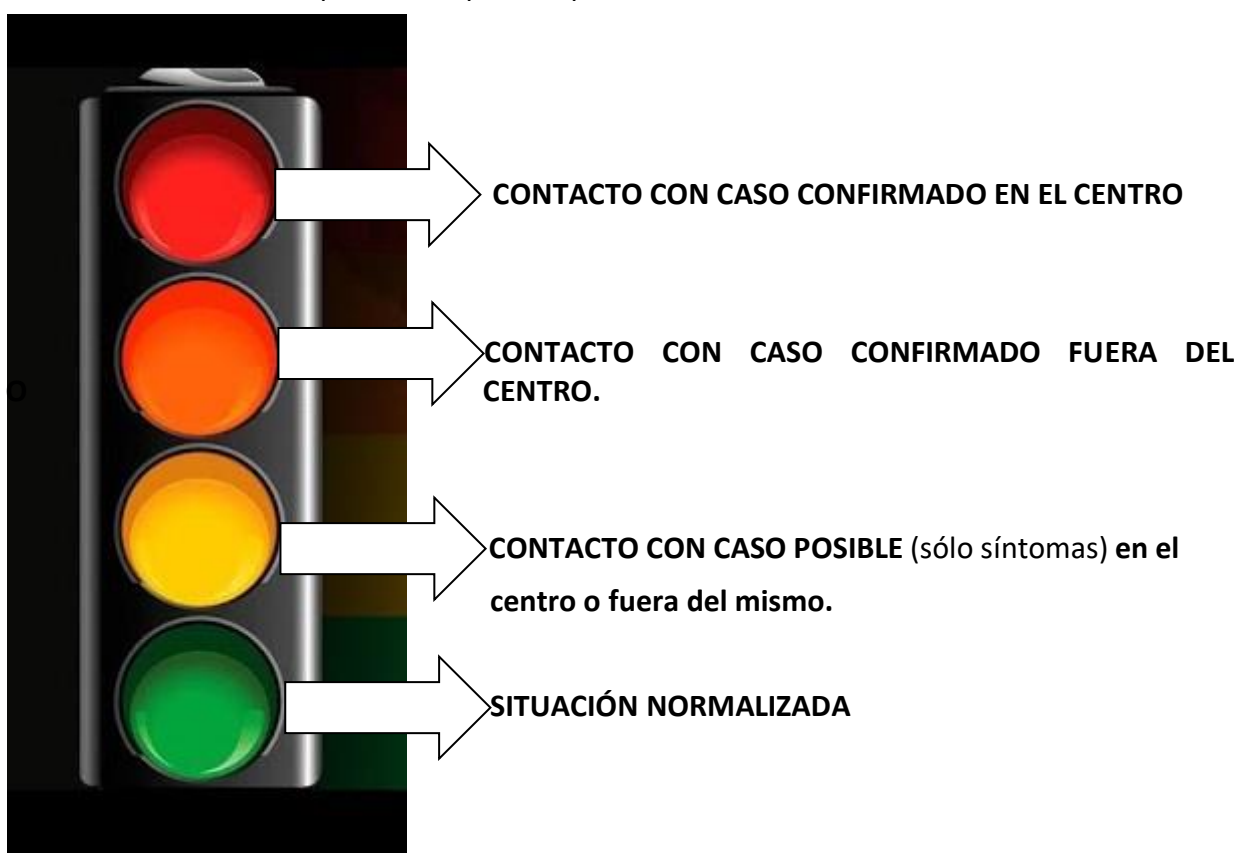 CONTACTO CON CASO CONFIRMADO EN EL CENTRO
CONTACTO CON CASO CONFIRMADO FUERA DEL
CENTRO.
CONTACTO CON CASO POSIBLE (sólo síntomas) en el
centro o fuera del mismo.
SITUACIÓN NORMALIZADA